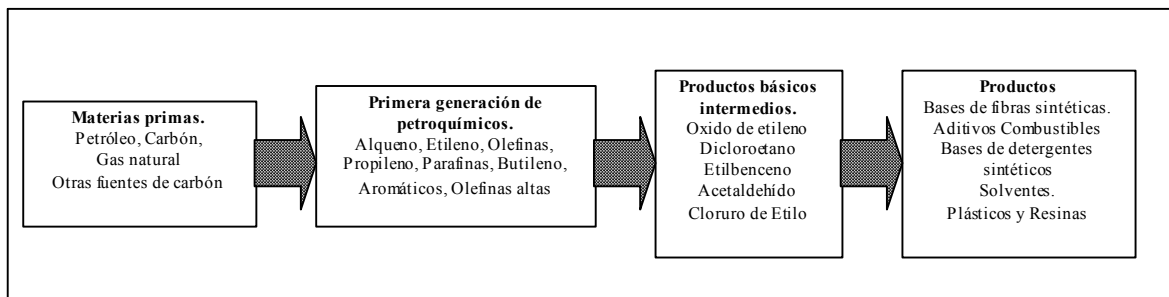 Materias primas.
Petróleo, Carbón,
Gas natural
Otras fuentes de carbón
Primera generación de
petroquímicos.
Alqueno, Etileno, Olefinas,
Propileno, Parafinas, Butileno,
Aromáticos, Olefinas altas
Productos básicos
intermedios.
Oxido de etileno
Dicloroetano
Etilbenceno
Acetaldehído
Cloruro de Etilo
Productos
Bases de fibras sintéticas.
Aditivos Combustibles
Bases de detergentes
sintéticos
Solventes.
Plásticos y Resinas